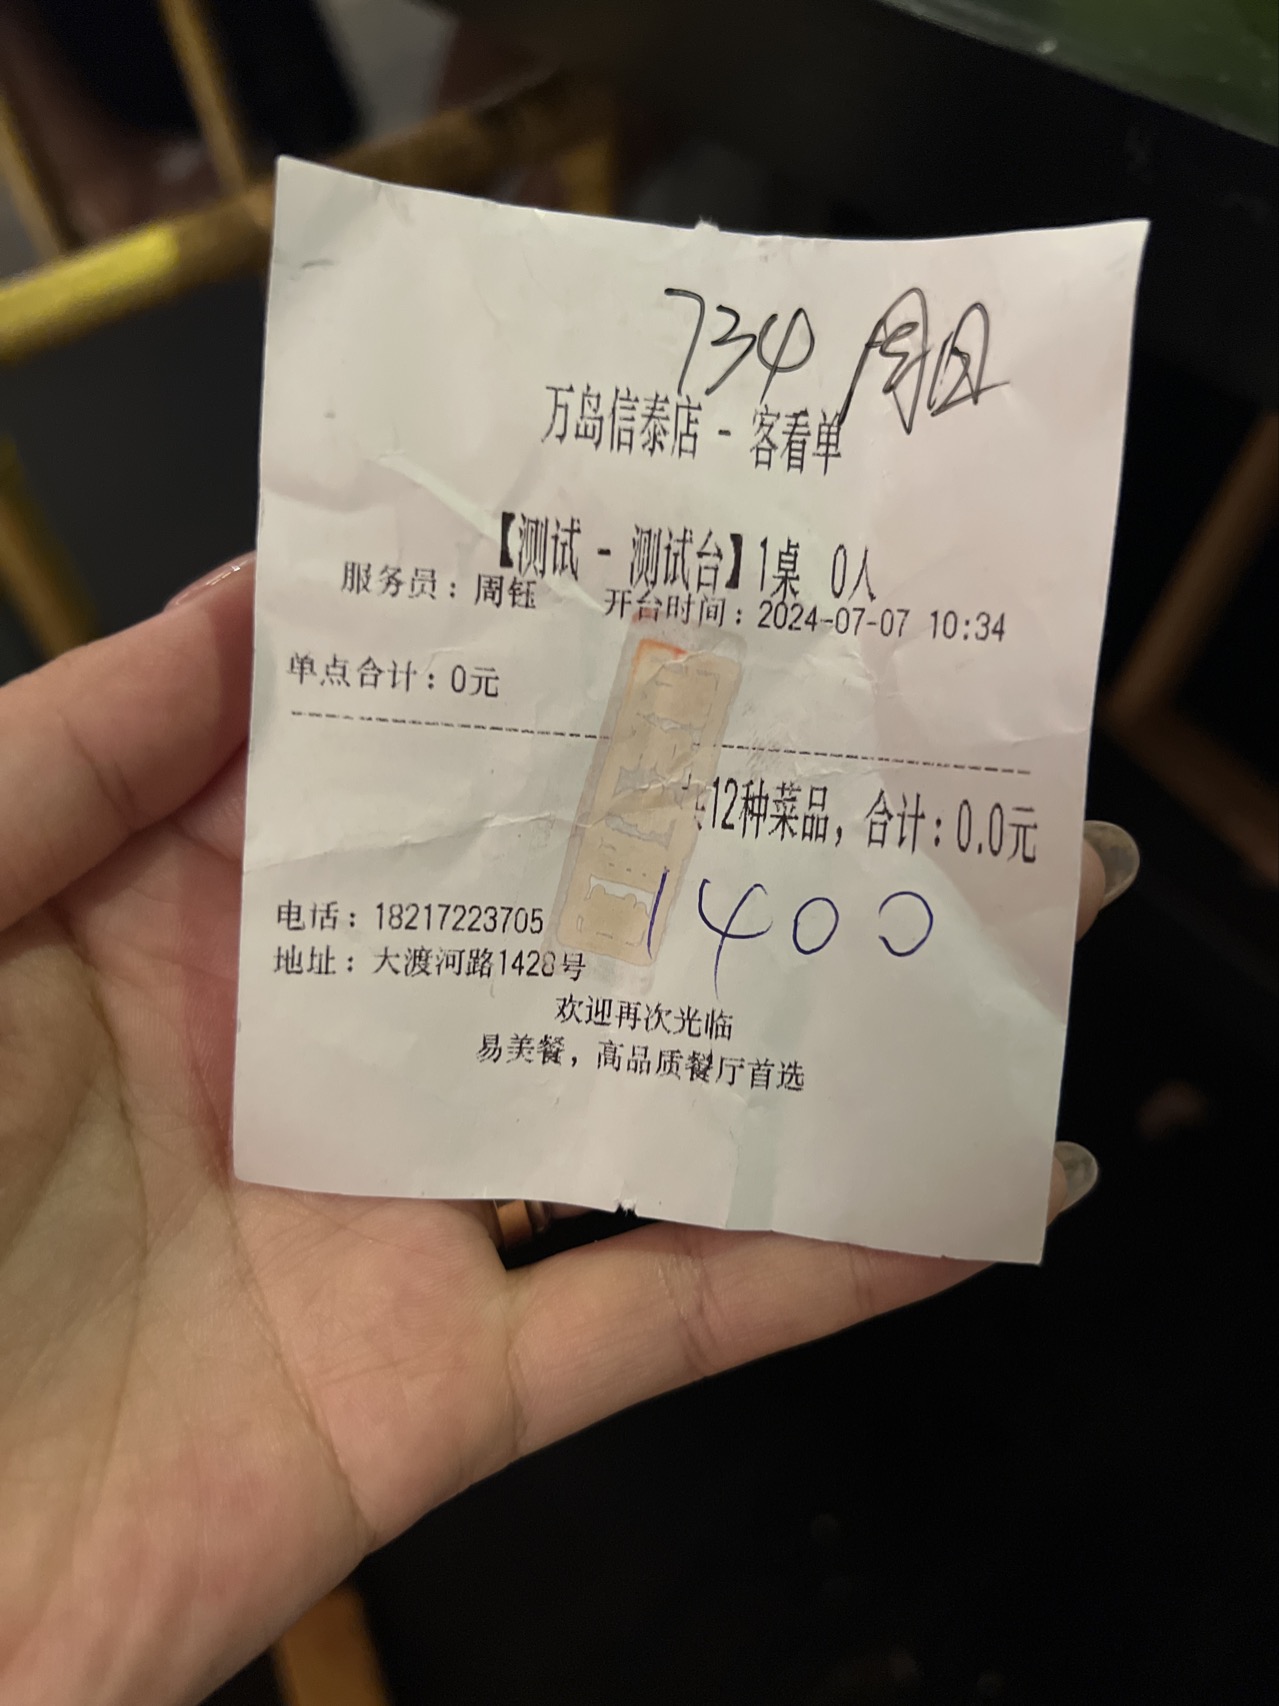 734 周
万岛信泰店 - 客看单
【测试 - 测试台】1桌 0人
服务员：周钰 开台时间：2024-07-07 10:34
单点合计：0元
共12种菜品，合计：0.0元
1400
电话：18217223705
地址：大渡河路1428号
欢迎再次光临
易美餐，高品质餐厅首选